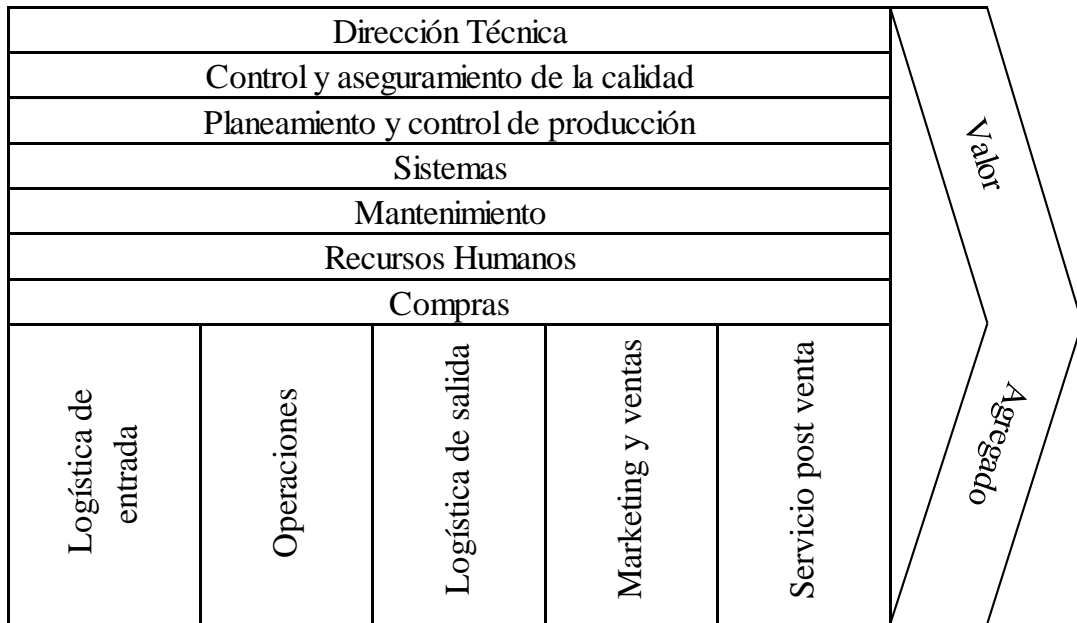 Dirección Técnica
Control y aseguramiento de la calidad
Planeamiento y control de producción
Sistemas
Mantenimiento
Recursos Humanos
Compras
Logística de
entrada
Operaciones
Logística de salida
Marketing y ventas
Servicio post venta
Valor
Agregado